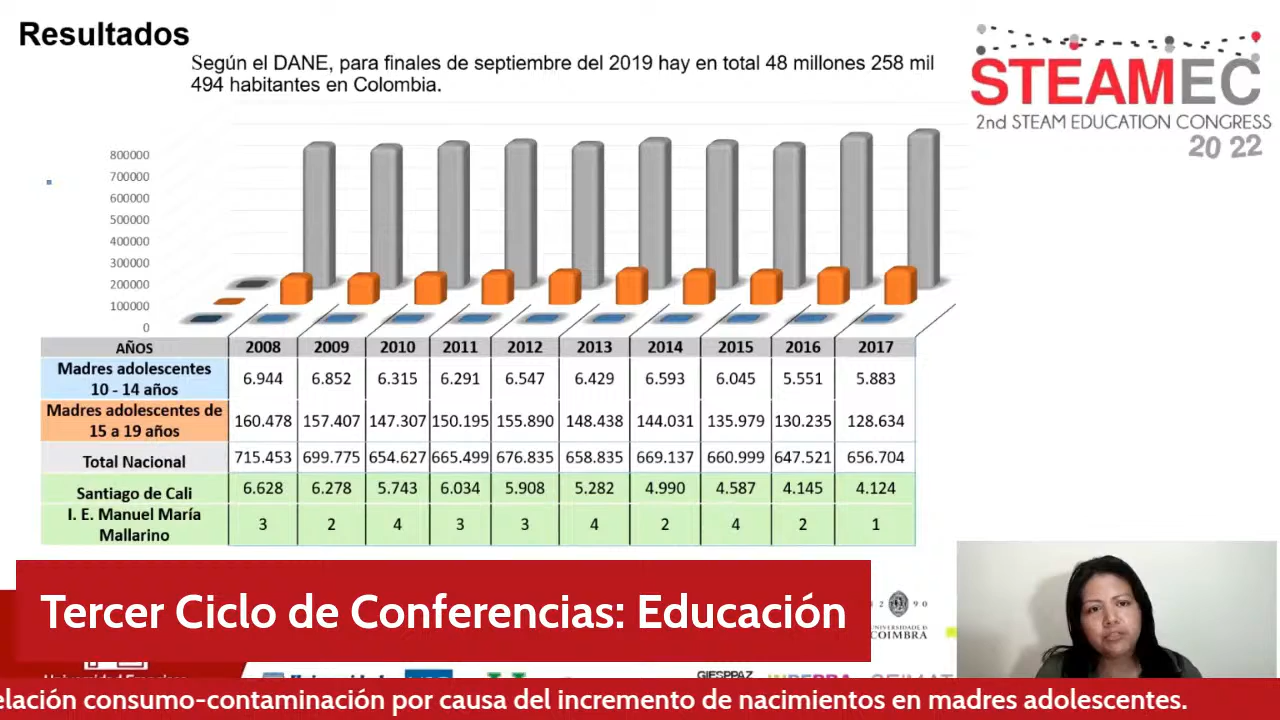 Resultados
Según el DANE, para finales de septiembre del 2019 hay en total 48 millones 258 mil
494 habitantes en Colombia.
STEAMEC
2nd STEAM EDUCATION CONGRESS
20 22
800000
700000
600000
500000
400000
300000
200000
100000
0
AÑOS 2008 2009 2010 2011 2012 2013 2014 2015 2016 2017
Madres adolescentes
10 - 14 años 6.944 6.852 6.315 6.291 6.547 6.429 6.593 6.045 5.551 5.883
Madres adolescentes de
15 a 19 años 160.478 157.407 147.307 150.195 155.890 148.438 144.031 135.979 130.235 128.634
Total Nacional 715.453 699.775 654.627 665.499 676.835 658.835 669.137 660.999 647.521 656.704
Santiago de Cali 6.628 6.278 5.743 6.034 5.908 5.282 4.990 4.587 4.145 4.124
I. E. Manuel María
Mallarino 3 2 4 3 3 4 2 4 2 1
Tercer Ciclo de Conferencias: Educación
2 9 0
COIMBRA
GIESPPAZ
elación consumo-contaminación por causa del incremento de nacimientos en madres adolescentes.